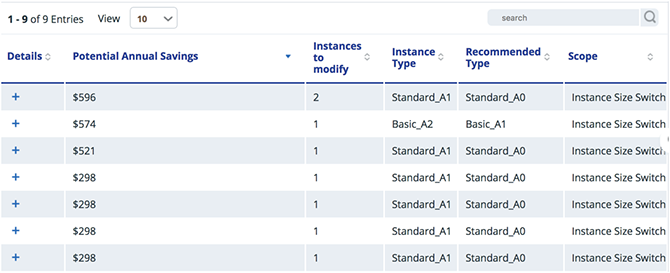 1 - 9 of 9 Entries View 10 search
Details Potential Annual Savings Instances to modify Instance Type Recommended Type Scope
+ $596 2 Standard_A1 Standard_A0 Instance Size Switch
+ $574 1 Basic_A2 Basic_A1 Instance Size Switch
+ $521 1 Standard_A1 Standard_A0 Instance Size Switch
+ $298 1 Standard_A1 Standard_A0 Instance Size Switch
+ $298 1 Standard_A1 Standard_A0 Instance Size Switch
+ $298 1 Standard_A1 Standard_A0 Instance Size Switch
+ $298 1 Standard_A1 Standard_A0 Instance Size Switch